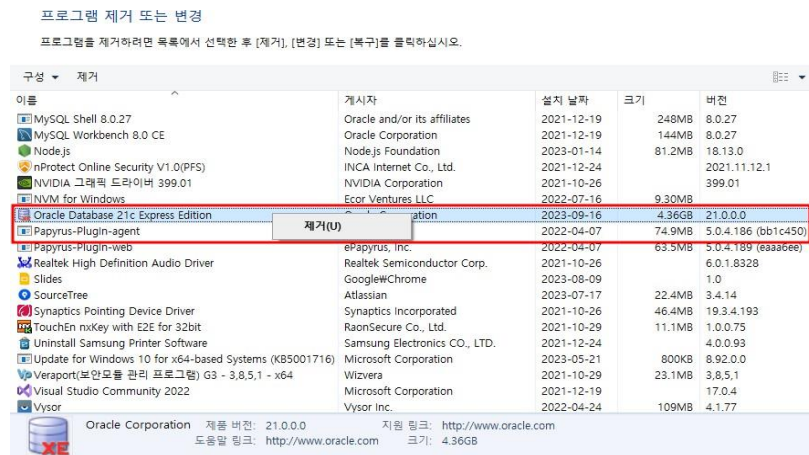 프로그램 제거 또는 변경
프로그램을 제거하려면 목록에서 선택한 후 [제거], [변경] 또는 [복구]를 클릭하십시오.
구성 제거
이름 게시자 설치 날짜 크기 버전
MySQL Shell 8.0.27 Oracle and/or its affiliates 2021-12-19 248MB 8.0.27
MySQL Workbench 8.0 CE Oracle Corporation 2021-12-19 144MB 8.0.27
Node.js Node.js Foundation 2023-01-14 81.2MB 18.13.0
nProtect Online Security V1.0(PFS) INCA Internet Co., Ltd. 2021-12-24 2021.11.12.1
NVIDIA 그래픽 드라이버 399.01 NVIDIA Corporation 2021-10-26 399.01
NVM for Windows Ecor Ventures LLC 2022-07-16 9.30MB
Oracle Database 21c Express Edition 2023-09-16 4.36GB 21.0.0.0
제거(U)
Papyrus-PlugIn-agent 2022-04-07 74.9MB 5.0.4.186 (bb1c450)
Papyrus-PlugIn-web ePapyrus, Inc. 2022-04-07 63.5MB 5.0.4.189 (eaaa6ee)
Realtek High Definition Audio Driver Realtek Semiconductor Corp. 2021-10-26 6.0.1.8328
Slides Google₩Chrome 2023-08-09 1.0
SourceTree Atlassian 2023-07-17 22.4MB 3.4.14
Synaptics Pointing Device Driver Synaptics Incorporated 2021-10-26 46.4MB 19.3.4.193
TouchEn nxKey with E2E for 32bit RaonSecure Co., Ltd. 2021-10-29 11.1MB 1.0.0.75
Uninstall Samsung Printer Software Samsung Electronics CO., LTD. 2021-12-24 4.0.0.93
Update for Windows 10 for x64-based Systems (KB5001716) Microsoft Corporation 2023-05-21 800KB 8.92.0.0
Veraport(보안모듈 관리 프로그램) G3 - 3,8,5,1 - x64 Wizvera 2021-10-29 23.1MB 3,8,5,1
Visual Studio Community 2022 Microsoft Corporation 2021-12-19 17.0.4
Vysor Vysor Inc. 2022-04-24 109MB 4.1.77
Oracle Corporation 제품 버전: 21.0.0.0 지원 링크: http://www.oracle.com
도움말 링크: http://www.oracle.com 크기: 4.36GB
XE